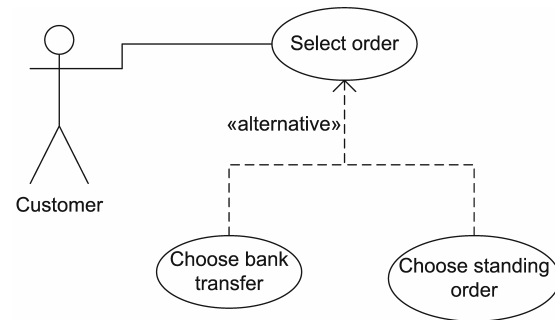 Select order
«alternative»
Customer
Choose bank
transfer
Choose standing
order